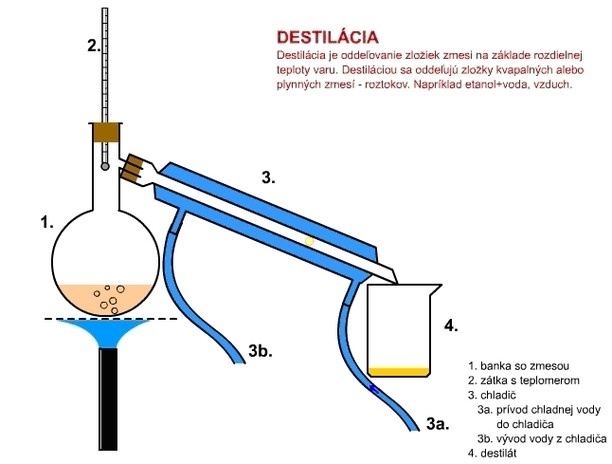 DESTILÁCIA
Destilácia je oddeľovanie zložiek zmesi na základe rozdielnej
teploty varu. Destiláciou sa oddeľujú zložky kvapalných alebo
plynných zmesí - roztokov. Napríklad etanol+voda, vzduch.
2.
3.
1.
4.
3b.
3a.
1. banka so zmesou
2. zátka s teplomerom
3. chladič
3a. prívod chladnej vody
do chladiča
3b. vývod vody z chladiča
4. destilát